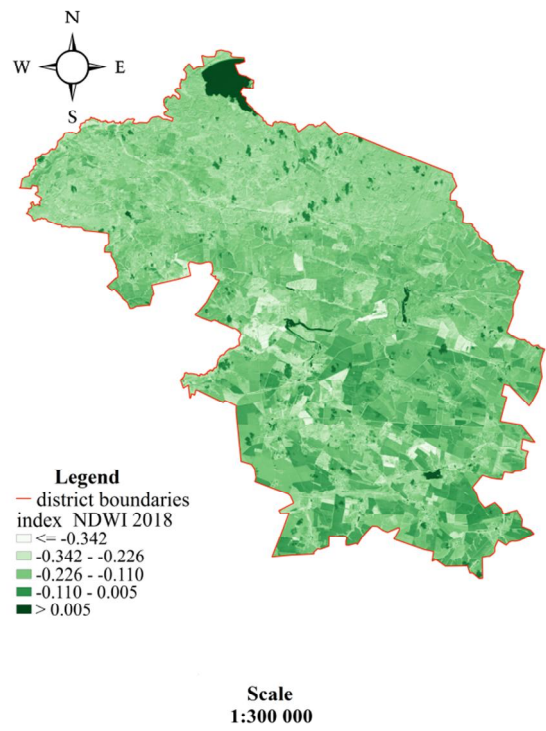 N
W E
S
Legend
district boundaries
index NDWI 2018
<= -0.342
-0.342 - -0.226
-0.226 - -0.110
-0.110 - 0.005
> 0.005
Scale
1:300 000